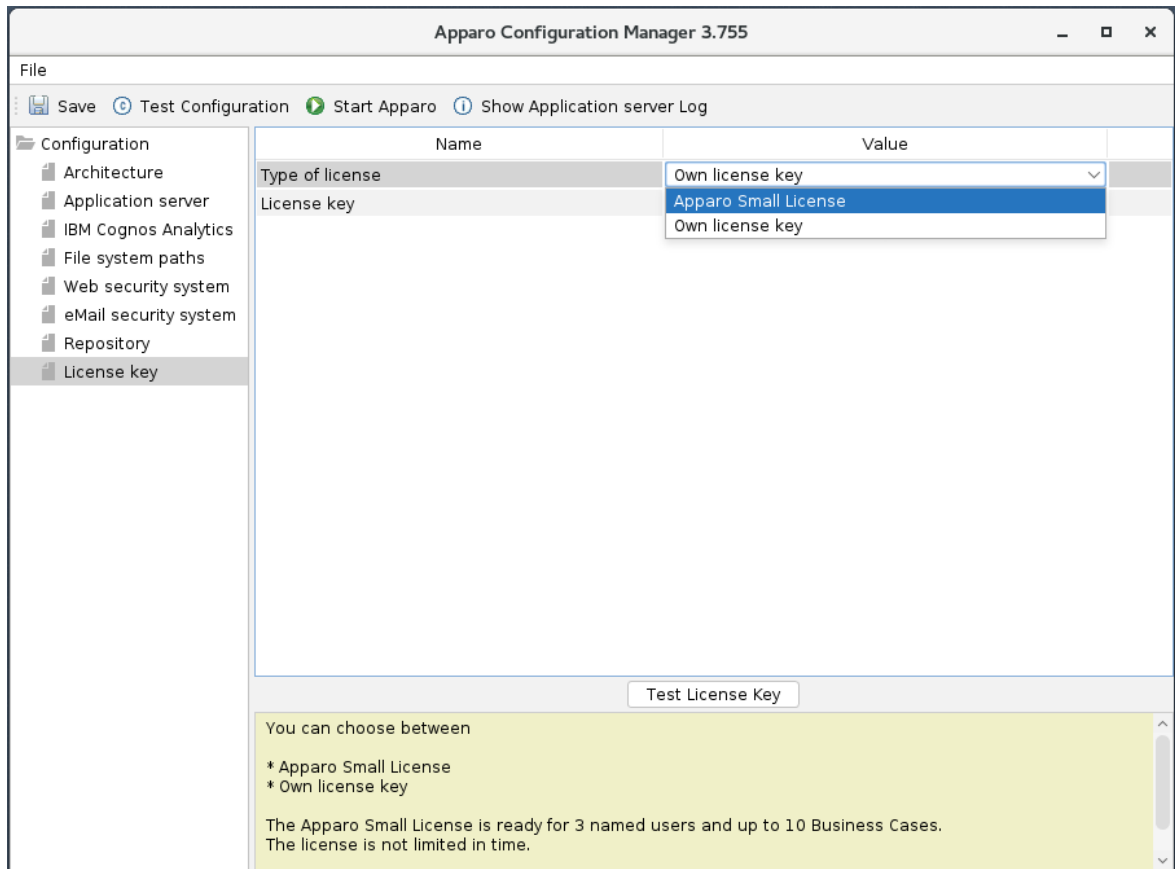 Apparo Configuration Manager 3.755
File
Save Test Configuration Start Apparo Show Application server Log
Configuration
Architecture
Application server
IBM Cognos Analytics
File system paths
Web security system
eMail security system
Repository
License key
Name Value
Type of license Own license key
License key
Apparo Small License
Own license key
Test License Key
You can choose between
* Apparo Small License
* Own license key
The Apparo Small License is ready for 3 named users and up to 10 Business Cases.
The license is not limited in time.